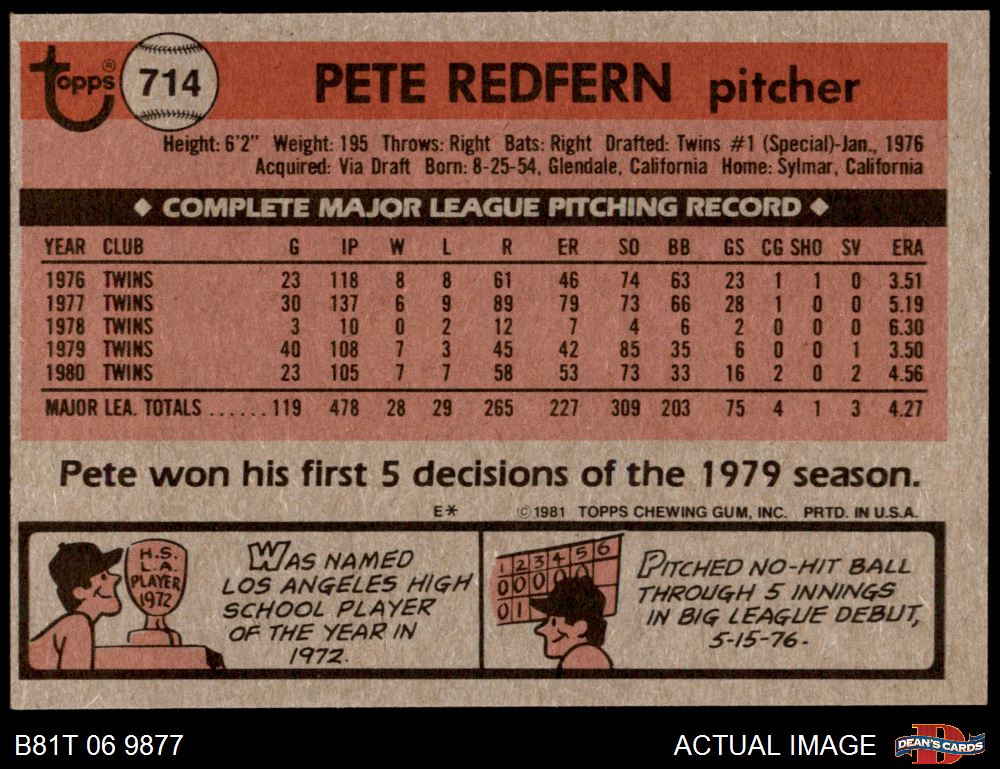 topps ® 714 PETE REDFERN pitcher
Height: 6'2" Weight: 195 Throws: Right Bats: Right Drafted: Twins #1 (Special)-Jan., 1976
Acquired: Via Draft Born: 8-25-54, Glendale, California Home: Sylmar, California
◆ COMPLETE MAJOR LEAGUE PITCHING RECORD ◆
YEAR CLUB G IP W L R ER SO BB GS CG SHO SV ERA
1976 TWINS 23 118 8 8 61 46 74 63 23 1 1 0 3.51
1977 TWINS 30 137 6 9 89 79 73 66 28 1 0 0 5.19
1978 TWINS 3 10 0 2 12 7 4 6 2 0 0 0 6.30
1979 TWINS 40 108 7 3 45 42 85 35 6 0 0 1 3.50
1980 TWINS 23 105 7 7 58 53 73 33 16 2 0 2 4.56
MAJOR LEA. TOTALS ...... 119 478 28 29 265 227 309 203 75 4 1 3 4.27
Pete won his first 5 decisions of the 1979 season.
E* ©1981 TOPPS CHEWING GUM, INC. PRTD. IN U.S.A.
H.S.
L.A.
PLAYER
1972
WAS NAMED
LOS ANGELES HIGH
SCHOOL PLAYER
OF THE YEAR IN
1972.
1 2 3 4 5 6
0 0 0 0 0
0 1
PITCHED NO-HIT BALL
THROUGH 5 INNINGS
IN BIG LEAGUE DEBUT,
5-15-76.
B81T 06 9877 ACTUAL IMAGE D DEAN'S CARDS